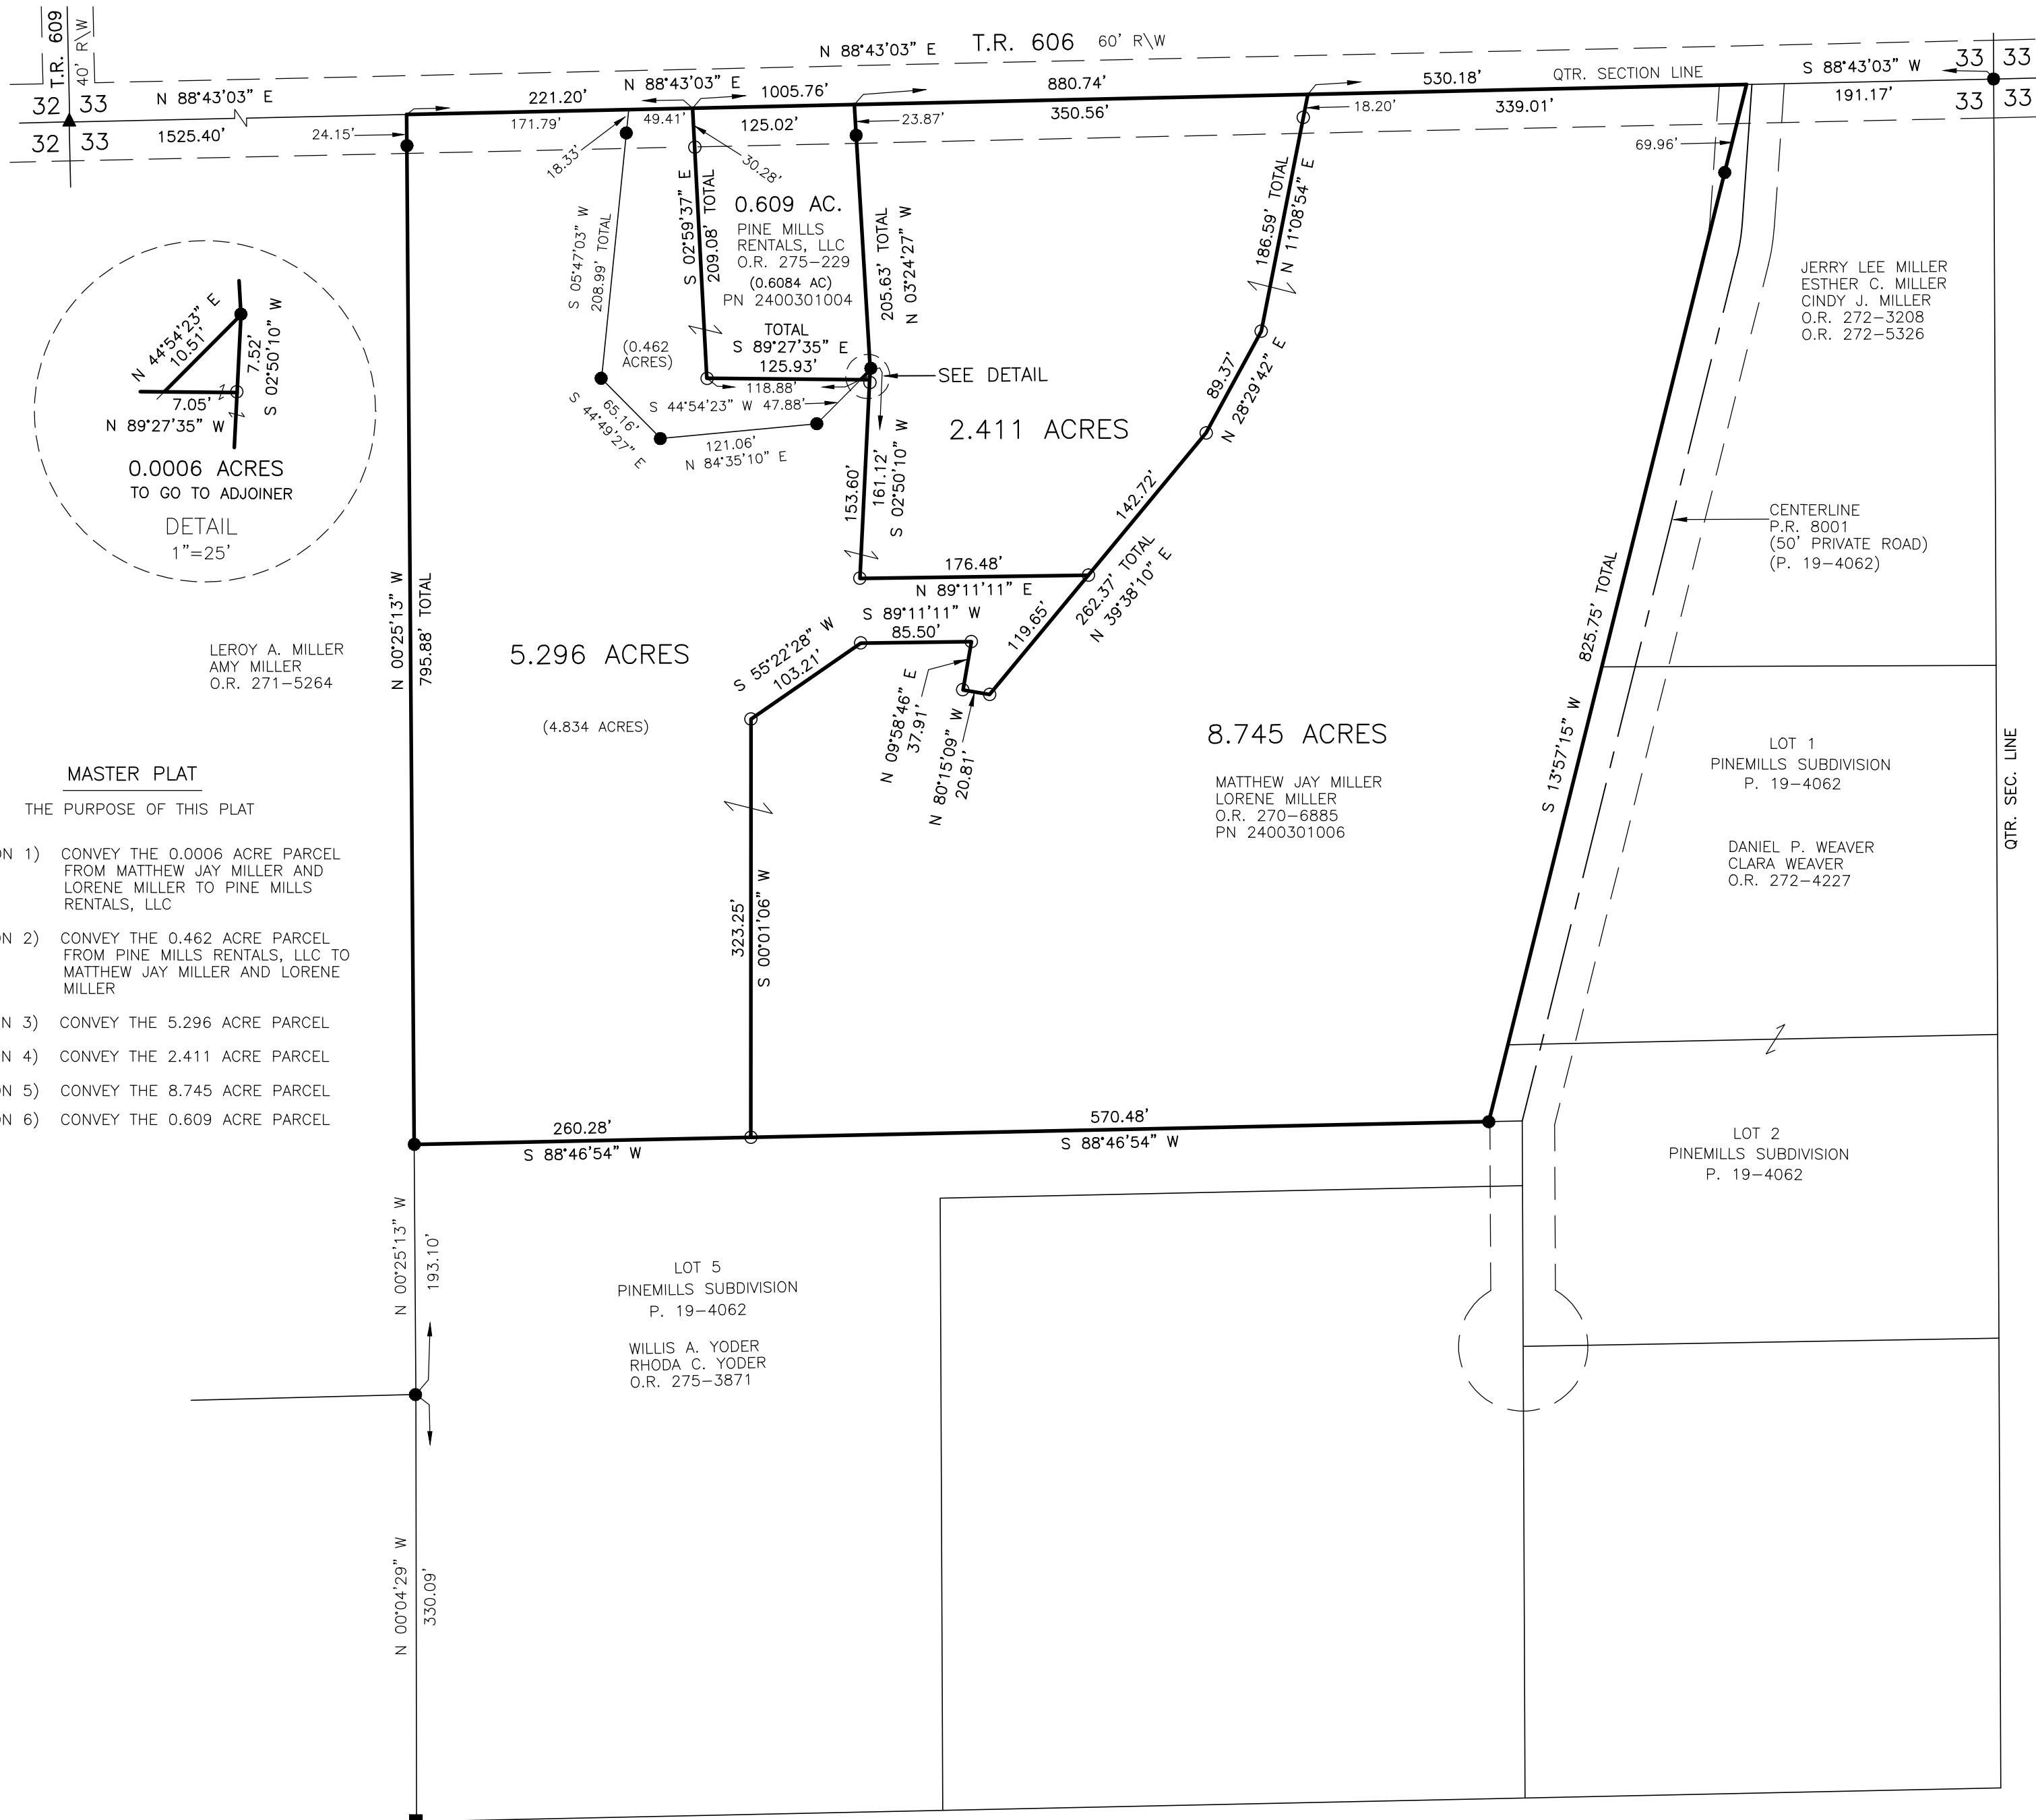 T.R. 609
40' R\W
N 88°43'03" E T.R. 606 60' R\W
32 33
32 33
N 88°43'03" E
1525.40'
24.15'
N 88°43'03" E
221.20'
171.79'
49.41'
18.33'
1005.76'
125.02'
30.28'
880.74'
23.87'
350.56'
18.20'
530.18'
339.01'
QTR. SECTION LINE
S 88°43'03" W
191.17'
33 33
33 33
69.96'
S 05°47'03" W
208.99' TOTAL
S 02°59'37" E
209.08' TOTAL
0.609 AC.
PINE MILLS
RENTALS, LLC
O.R. 275-229
(0.6084 AC)
PN 2400301004
205.63' TOTAL
N 03°24'27" W
TOTAL
S 89°27'35" E
125.93'
118.88'
S 44°54'23" W 47.88'
SEE DETAIL
(0.462
ACRES)
65.16'
S 44°49'27" E
121.06'
N 84°35'10" E
2.411 ACRES
186.59' TOTAL
N 11°08'54" E
89.37'
N 28°29'42" E
142.72'
262.37' TOTAL
N 39°38'10" E
119.65'
153.60'
161.12'
S 02°50'10" W
176.48'
N 89°11'11" E
S 89°11'11" W
85.50'
S 55°22'28" W
103.21'
N 09°58'46" E
37.91'
N 80°15'09" W
20.81'
N 44°54'23" E
10.51'
7.52'
S 02°50'10" W
7.05'
N 89°27'35" W
0.0006 ACRES
TO GO TO ADJOINER
DETAIL
1"=25'
JERRY LEE MILLER
ESTHER C. MILLER
CINDY J. MILLER
O.R. 272-3208
O.R. 272-5326
CENTERLINE
P.R. 8001
(50' PRIVATE ROAD)
(P. 19-4062)
N 00°25'13" W
795.88' TOTAL
LEROY A. MILLER
AMY MILLER
O.R. 271-5264
5.296 ACRES
(4.834 ACRES)
8.745 ACRES
MATTHEW JAY MILLER
LORENE MILLER
O.R. 270-6885
PN 2400301006
825.75' TOTAL
S 13°57'15" W
LOT 1
PINEMILLS SUBDIVISION
P. 19-4062
DANIEL P. WEAVER
CLARA WEAVER
O.R. 272-4227
QTR. SEC. LINE
MASTER PLAT
THE PURPOSE OF THIS PLAT
ON 1) CONVEY THE 0.0006 ACRE PARCEL
FROM MATTHEW JAY MILLER AND
LORENE MILLER TO PINE MILLS
RENTALS, LLC
ON 2) CONVEY THE 0.462 ACRE PARCEL
FROM PINE MILLS RENTALS, LLC TO
MATTHEW JAY MILLER AND LORENE
MILLER
N 3) CONVEY THE 5.296 ACRE PARCEL
N 4) CONVEY THE 2.411 ACRE PARCEL
ON 5) CONVEY THE 8.745 ACRE PARCEL
ON 6) CONVEY THE 0.609 ACRE PARCEL
323.25'
S 00°01'06" W
260.28'
S 88°46'54" W
570.48'
S 88°46'54" W
LOT 2
PINEMILLS SUBDIVISION
P. 19-4062
N 00°25'13" W
193.10'
LOT 5
PINEMILLS SUBDIVISION
P. 19-4062
WILLIS A. YODER
RHODA C. YODER
O.R. 275-3871
N 00°04'29" W
330.09'